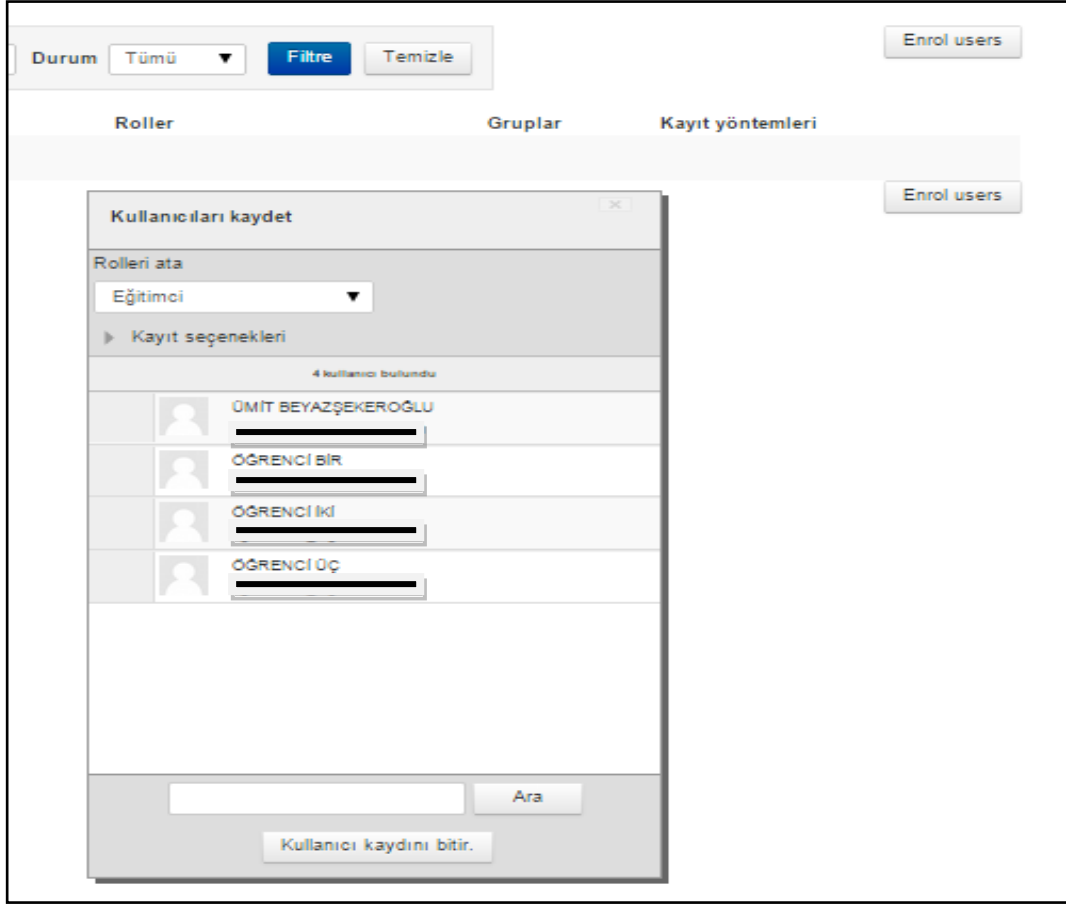 Durum Tümü Filtre Temizle Enrol users
Roller Gruplar Kayıt yöntemleri
Enrol users
Kullanıcıları kaydet
Rolleri ata
Eğitimci
Kayıt seçenekleri
4 kullanıcı bulundu
ÜMİT BEYAZŞEKEROĞLU
ÖĞRENCİ BİR
ÖĞRENCİ İKİ
ÖĞRENCİ ÜÇ
Ara
Kullanıcı kaydını bitir.